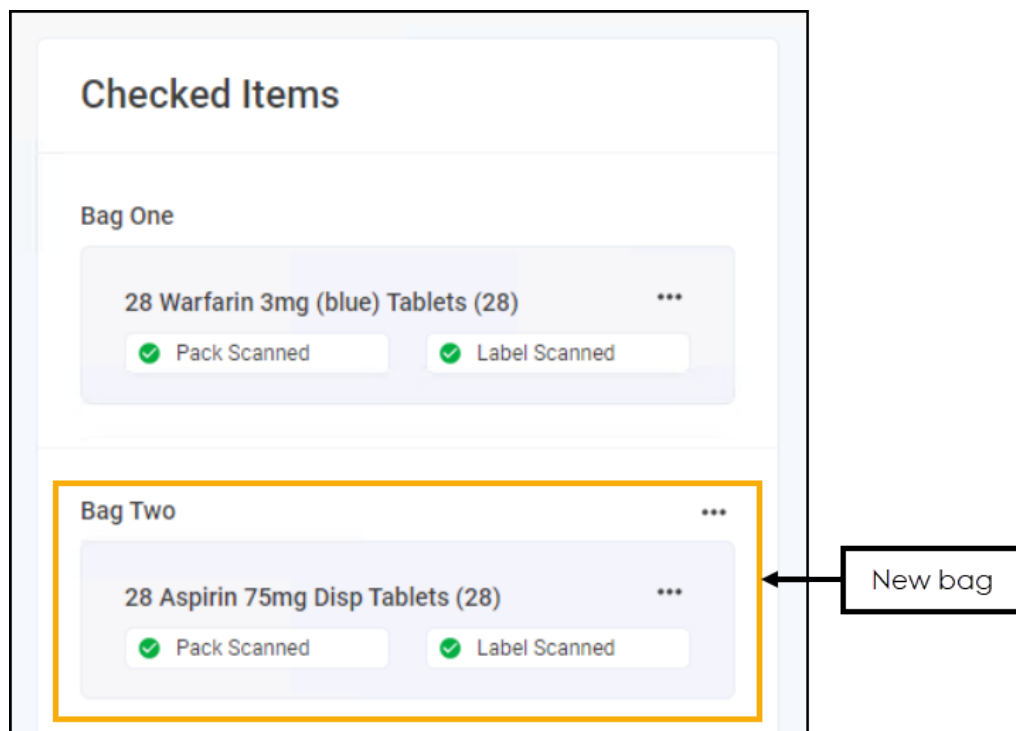 Checked Items
Bag One
28 Warfarin 3mg (blue) Tablets (28)
Pack Scanned
Label Scanned
Bag Two
28 Aspirin 75mg Disp Tablets (28)
Pack Scanned
Label Scanned
New bag